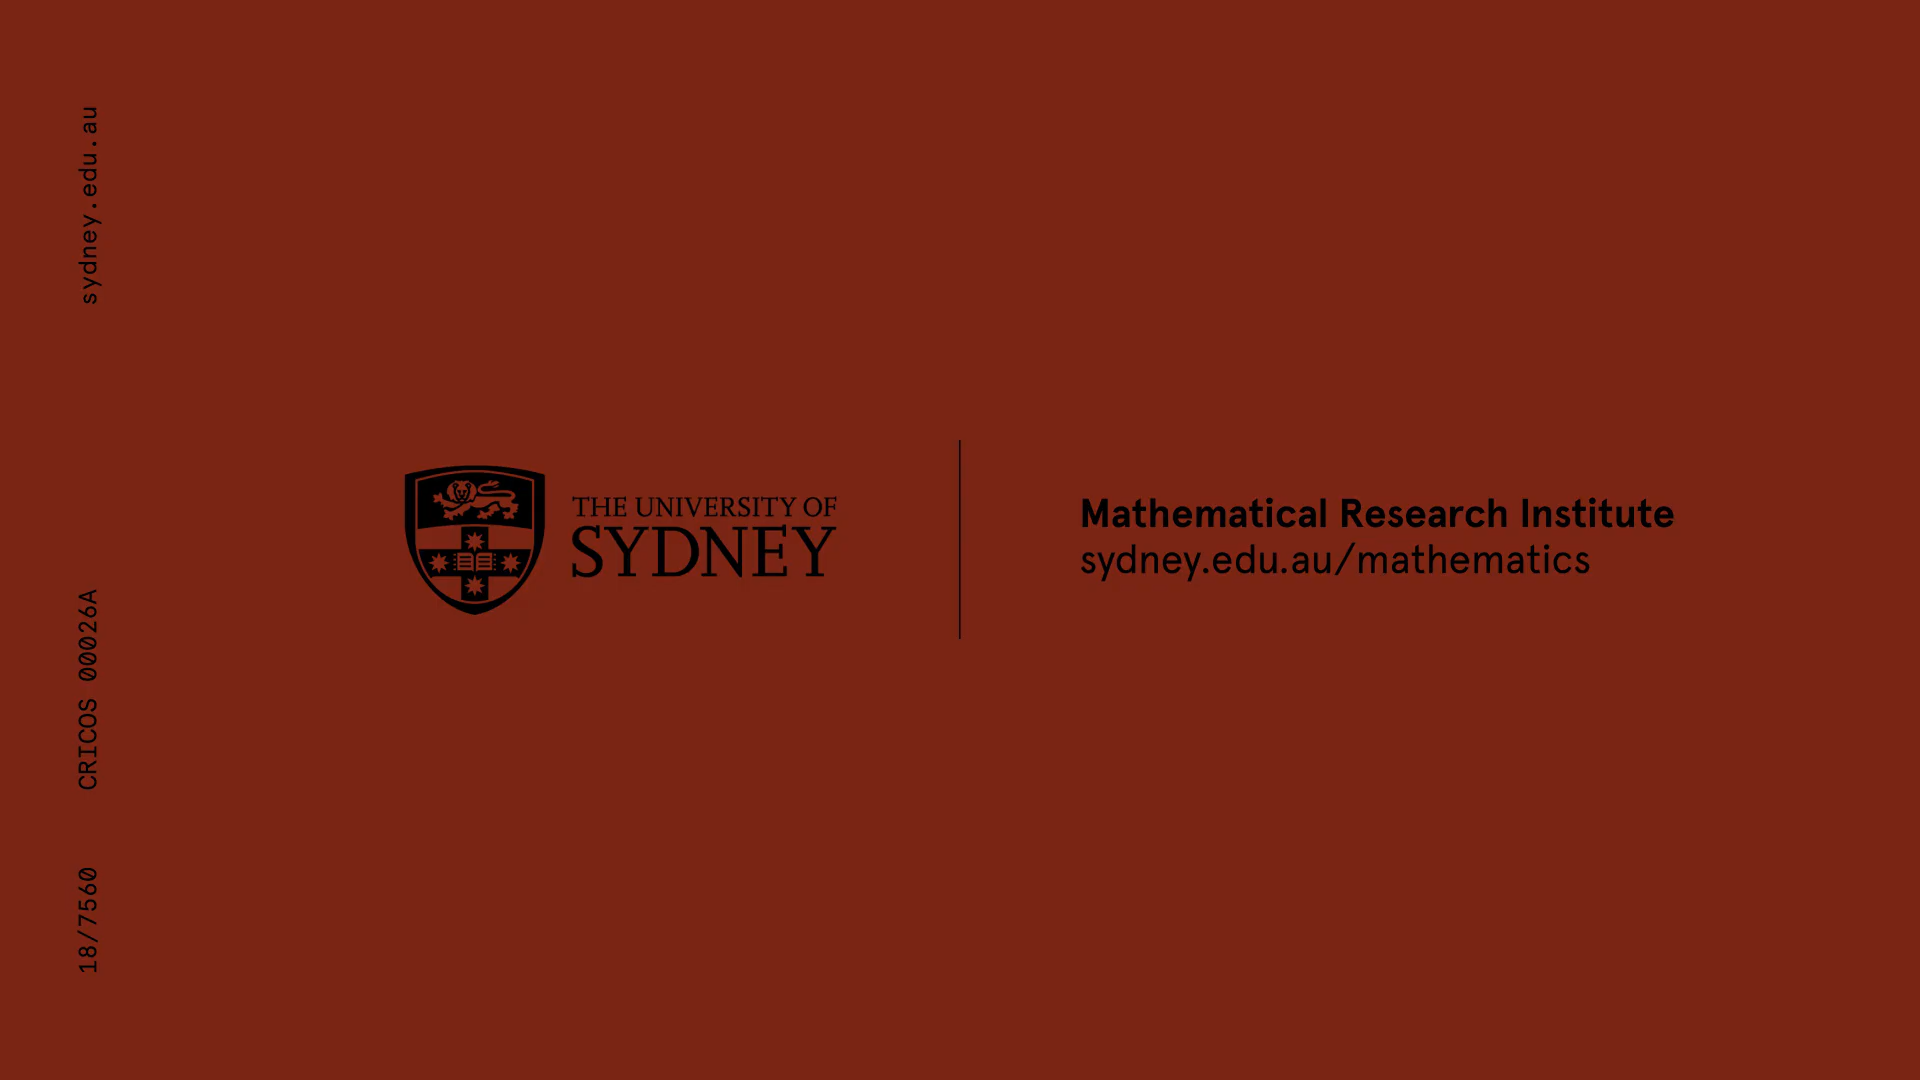 sydney.edu.au
CRICOS 00026A
18/7560
THE UNIVERSITY OF
SYDNEY
Mathematical Research Institute
sydney.edu.au/mathematics